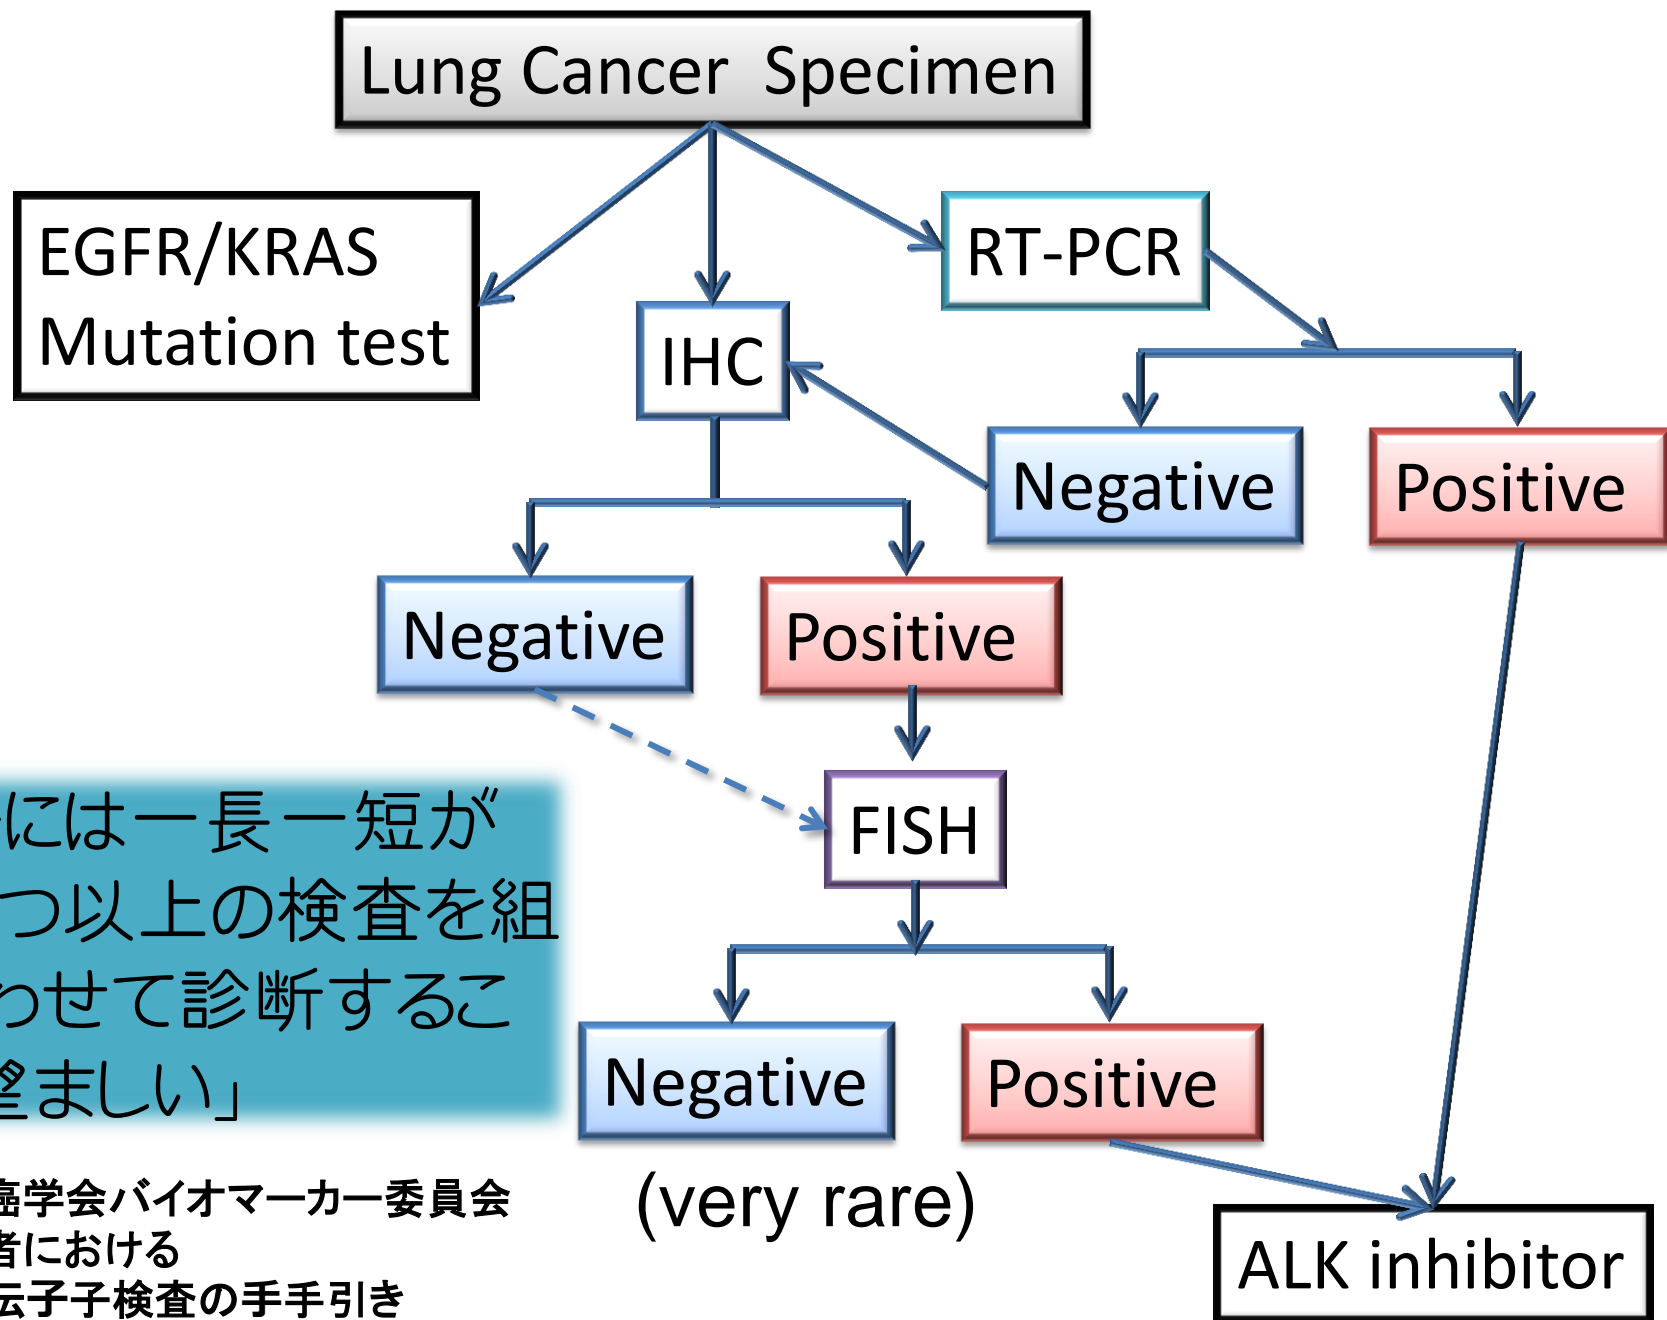 Lung Cancer Specimen
EGFR/KRAS
Mutation test
RT-PCR
IHC
Negative
Positive
Negative
Positive
FISH
には一長一短が
つ以上の検査を組
わせて診断するこ
望ましい」
Negative
Positive
(very rare)
癌学会バイオマーカー委員会
者における
伝子子検査の手手引き
ALK inhibitor